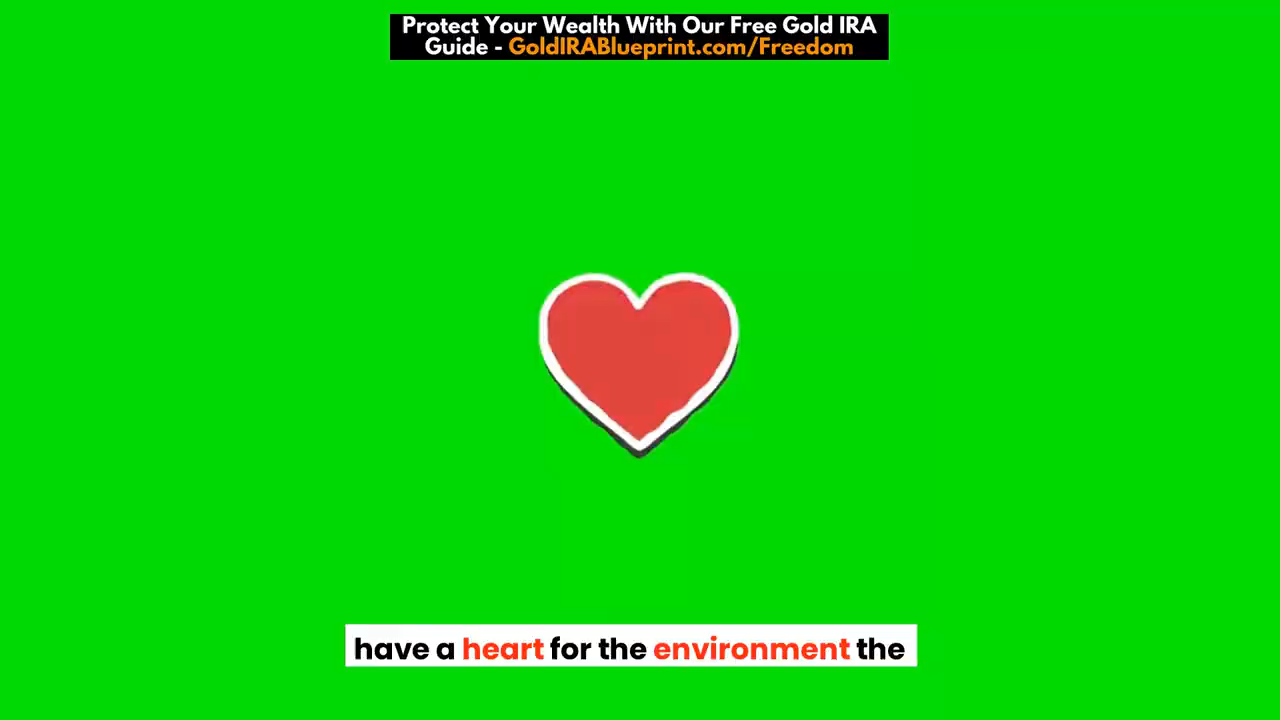 Protect Your Wealth With Our Free Gold IRA
Guide - GoldIRABlueprint.com/Freedom
have a heart for the environment the